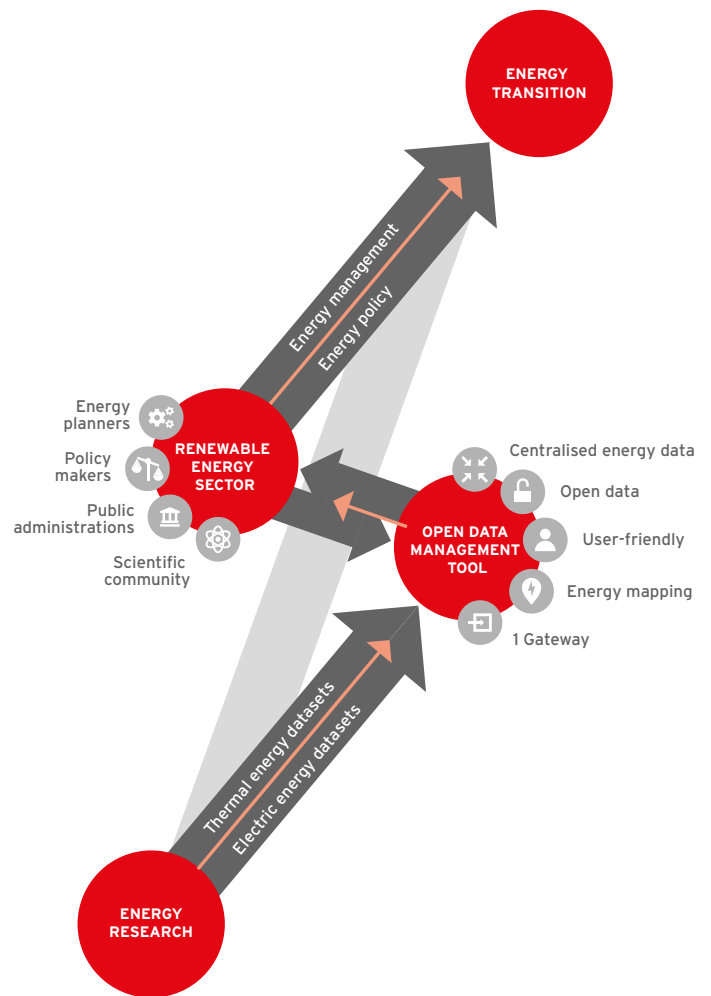 ENERGY
TRANSITION
Energy management
Energy policy
Energy
planners
Policy
makers
Public
administrations
Scientific
community
RENEWABLE
ENERGY
SECTOR
Centralised energy data
Open data
User-friendly
Energy mapping
1 Gateway
OPEN DATA
MANAGEMENT
TOOL
Thermal energy datasets
Electric energy datasets
ENERGY
RESEARCH